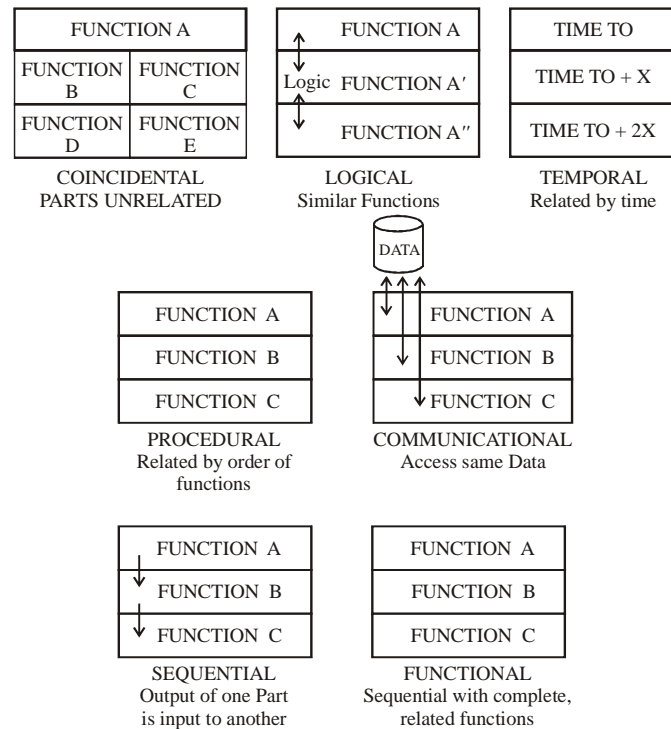 FUNCTION A
FUNCTION
B
FUNCTION
C
FUNCTION
D
FUNCTION
E
COINCIDENTAL
PARTS UNRELATED
FUNCTION A
Logic
FUNCTION A′
FUNCTION A″
LOGICAL
Similar Functions
TIME TO
TIME TO + X
TIME TO + 2X
TEMPORAL
Related by time
FUNCTION A
FUNCTION B
FUNCTION C
PROCEDURAL
Related by order of
functions
DATA
FUNCTION A
FUNCTION B
FUNCTION C
COMMUNICATIONAL
Access same Data
FUNCTION A
FUNCTION B
FUNCTION C
SEQUENTIAL
Output of one Part
is input to another
FUNCTION A
FUNCTION B
FUNCTION C
FUNCTIONAL
Sequential with complete,
related functions